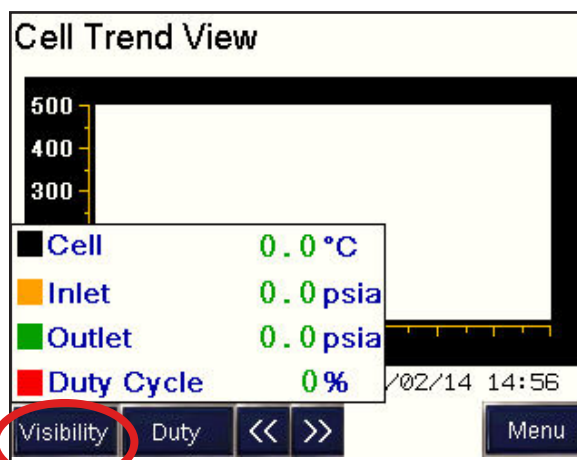 Cell Trend View
500
400
300
Cell 0.0 °C
Inlet 0.0 psia
Outlet 0.0 psia
Duty Cycle 0 %
/02/14 14:56
Visibility Duty << >> Menu